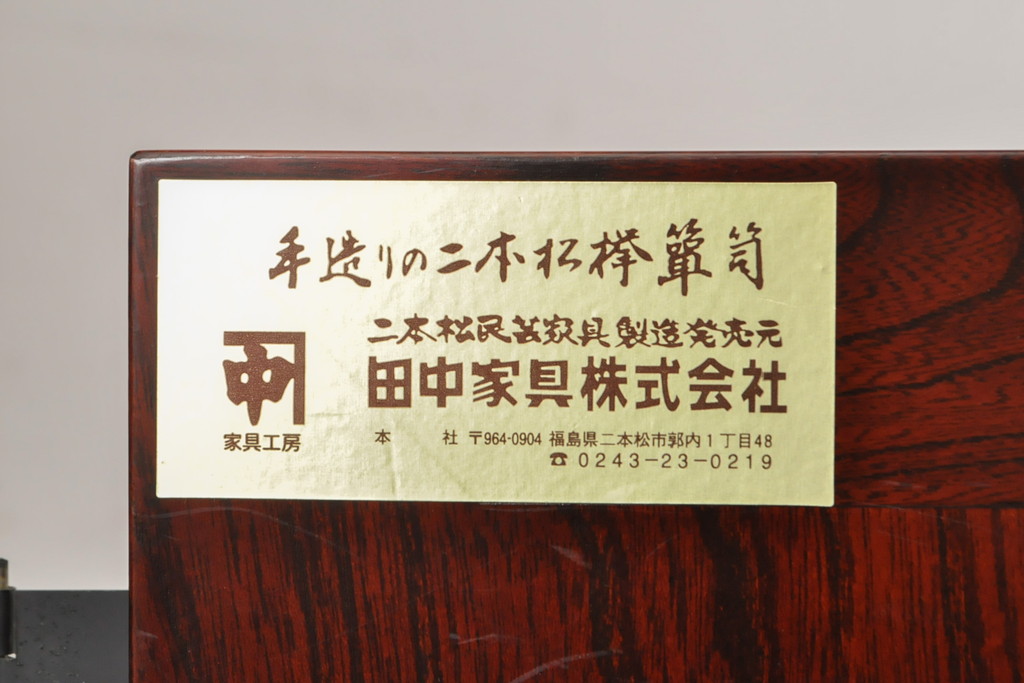 手造りの二本松欅簞笥
二本松民芸家具製造発売元
田中家具株式会社
中
家具工房
本 社 〒964-0904 福島県二本松市郭内1丁目48
☎ 0243-23-0219